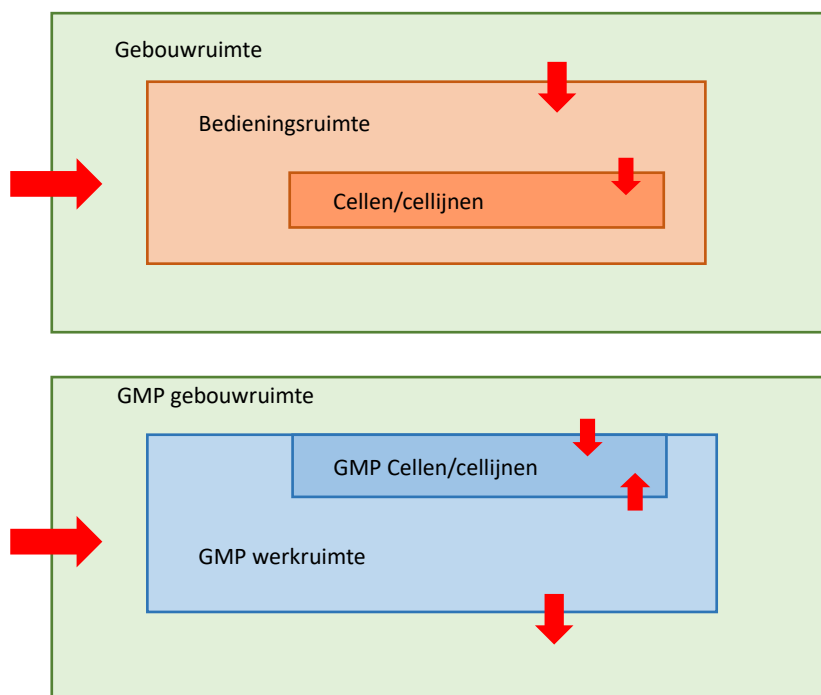 Gebouwruimte
Bedieningsruimte
Cellen/cellijnen
GMP gebouwruimte
GMP Cellen/cellijnen
GMP werkruimte